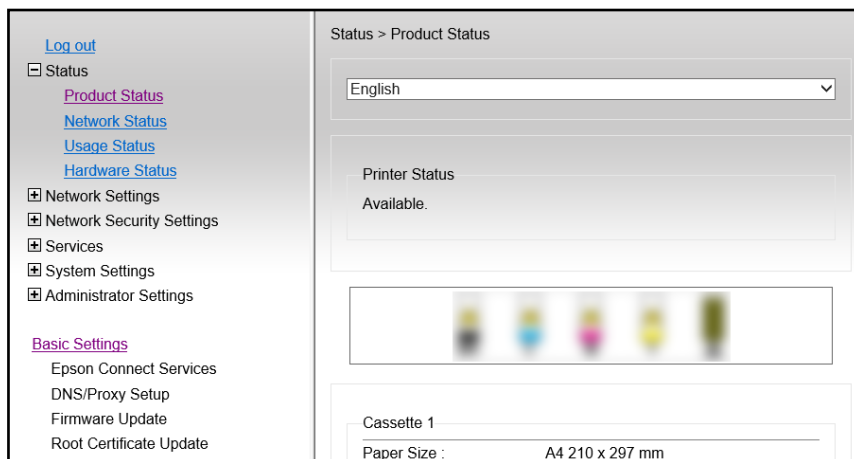 Log out
Status
Product Status
Network Status
Usage Status
Hardware Status
Network Settings
Network Security Settings
Services
System Settings
Administrator Settings
Basic Settings
Epson Connect Services
DNS/Proxy Setup
Firmware Update
Root Certificate Update
Status > Product Status
English
Printer Status
Available.
Cassette 1
Paper Size : A4 210 x 297 mm